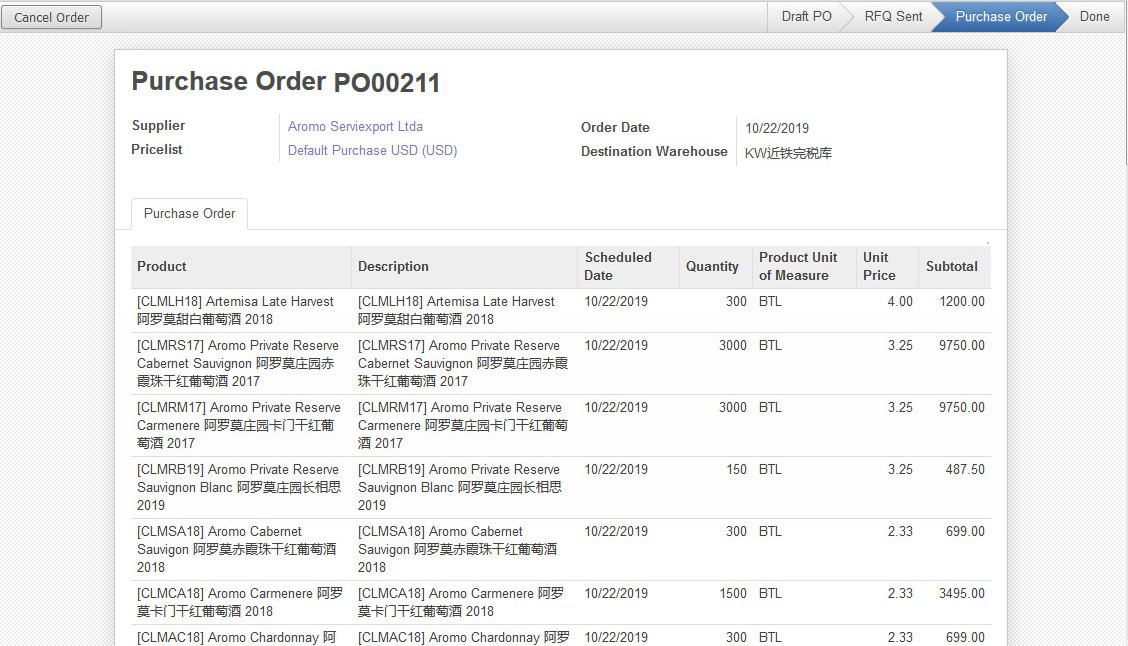 Cancel Order
Draft PO
RFQ Sent
Purchase Order
Done
Purchase Order PO00211
Supplier
Aromo Serviexport Ltda
Pricelist
Default Purchase USD (USD)
Order Date
10/22/2019
Destination Warehouse
KW近铁完税库
Purchase Order
Product
Description
Scheduled
Date
Quantity
Product Unit
of Measure
Unit
Price
Subtotal
[CLMLH18] Artemisa Late Harvest
阿罗莫甜白葡萄酒 2018
[CLMLH18] Artemisa Late Harvest
阿罗莫甜白葡萄酒 2018
10/22/2019
300
BTL
4.00
1200.00
[CLMRS17] Aromo Private Reserve
Cabernet Sauvignon 阿罗莫庄园赤
霞珠干红葡萄酒 2017
[CLMRS17] Aromo Private Reserve
Cabernet Sauvignon 阿罗莫庄园赤霞
珠干红葡萄酒 2017
10/22/2019
3000
BTL
3.25
9750.00
[CLMRM17] Aromo Private Reserve
Carmenere 阿罗莫庄园卡门干红葡
萄酒 2017
[CLMRM17] Aromo Private Reserve
Carmenere 阿罗莫庄园卡门干红葡萄
酒 2017
10/22/2019
3000
BTL
3.25
9750.00
[CLMRB19] Aromo Private Reserve
Sauvignon Blanc 阿罗莫庄园长相思
2019
[CLMRB19] Aromo Private Reserve
Sauvignon Blanc 阿罗莫庄园长相思
2019
10/22/2019
150
BTL
3.25
487.50
[CLMSA18] Aromo Cabernet
Sauvigon 阿罗莫赤霞珠干红葡萄酒
2018
[CLMSA18] Aromo Cabernet
Sauvigon 阿罗莫赤霞珠干红葡萄酒
2018
10/22/2019
300
BTL
2.33
699.00
[CLMCA18] Aromo Carmenere 阿罗
莫卡门干红葡萄酒 2018
[CLMCA18] Aromo Carmenere 阿罗
莫卡门干红葡萄酒 2018
10/22/2019
1500
BTL
2.33
3495.00
[CLMAC18] Aromo Chardonnay 阿
[CLMAC18] Aromo Chardonnay 阿罗
10/22/2019
300
BTL
2.33
699.00